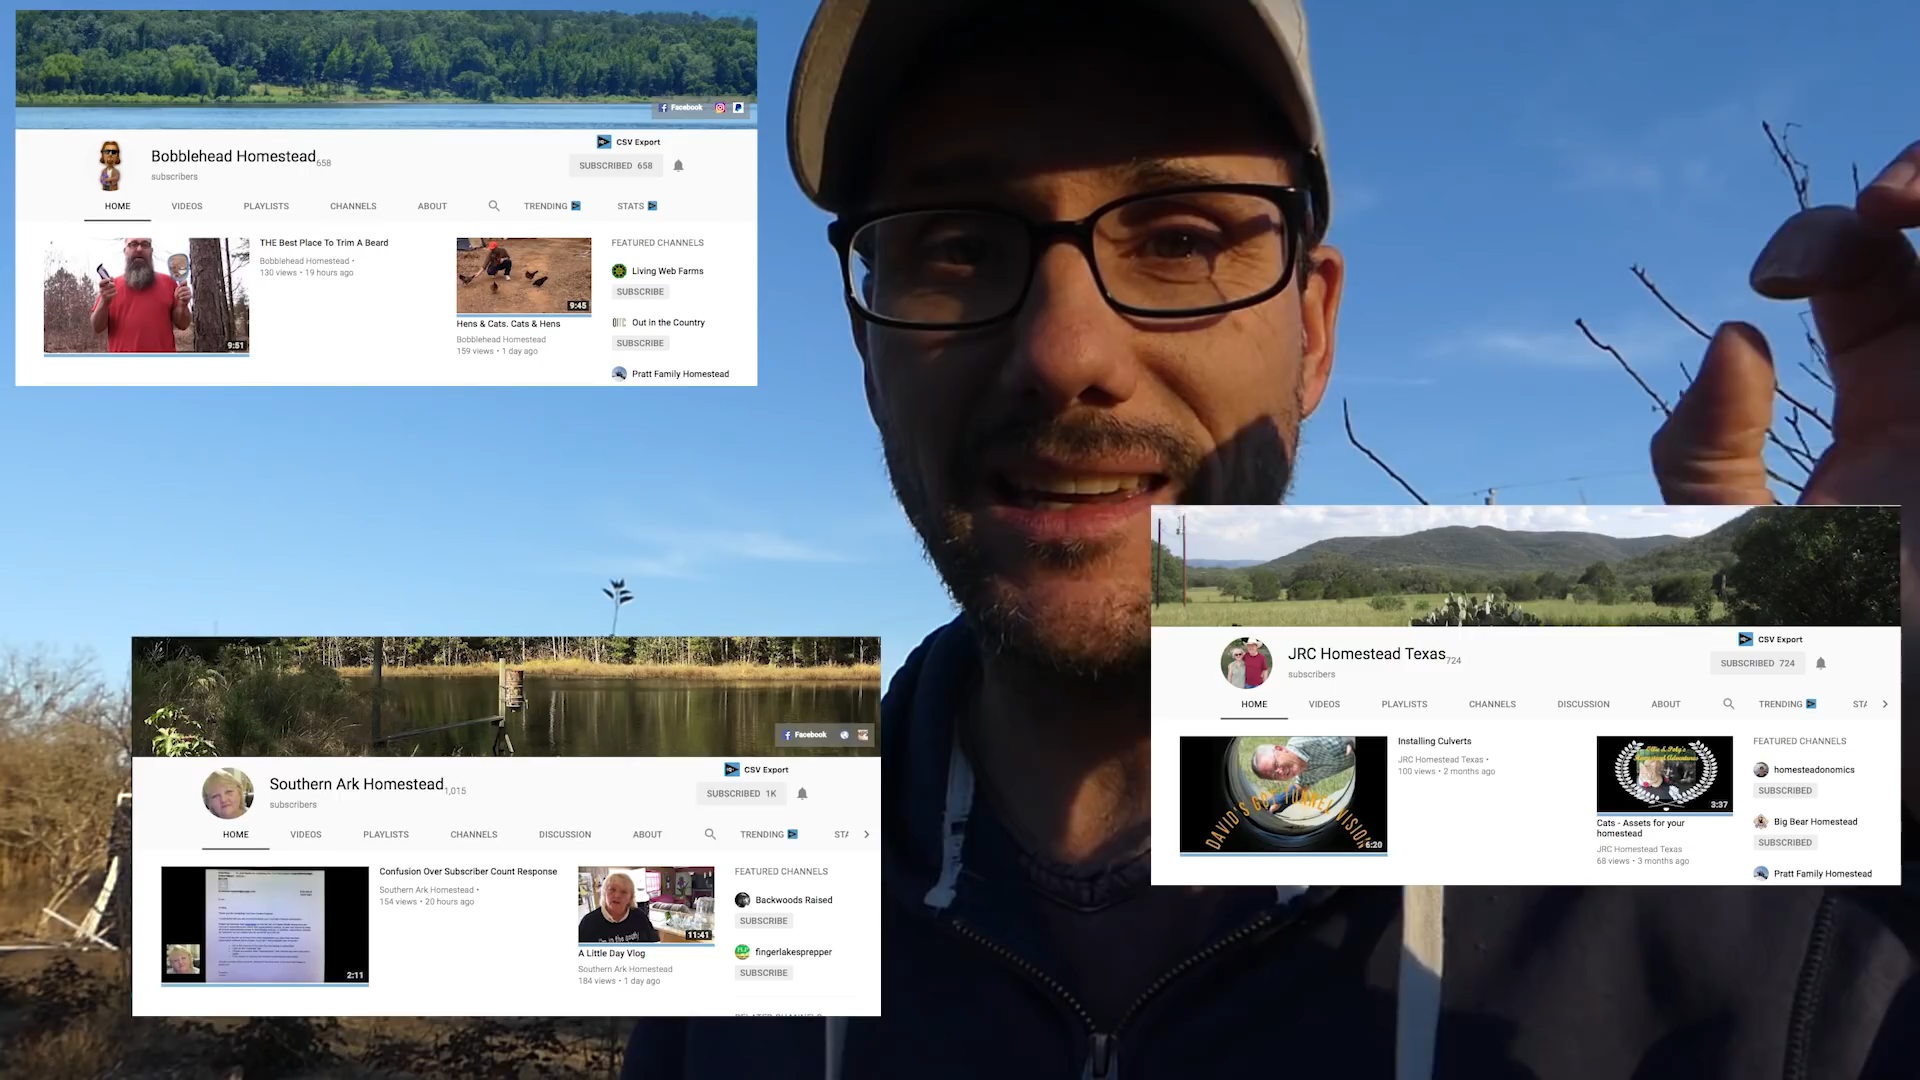 Facebook
CSV Export
Bobblehead Homestead 658
subscribers
SUBSCRIBED 658
HOME VIDEOS PLAYLISTS CHANNELS ABOUT TRENDING STATS
THE Best Place To Trim A Beard
Bobblehead Homestead •
130 views • 19 hours ago
9:51
9:45
Hens & Cats. Cats & Hens
Bobblehead Homestead
159 views • 1 day ago
FEATURED CHANNELS
Living Web Farms
SUBSCRIBE
Out in the Country
SUBSCRIBE
Pratt Family Homestead
CSV Export
JRC Homestead Texas 724
subscribers
SUBSCRIBED 724
HOME VIDEOS PLAYLISTS CHANNELS DISCUSSION ABOUT TRENDING STA
DAVID'S GOT TUNNEL VISION
6:20
Installing Culverts
JRC Homestead Texas •
100 views • 2 months ago
3:37
Cats - Assets for your
homestead
JRC Homestead Texas
68 views • 3 months ago
FEATURED CHANNELS
homesteadonomics
SUBSCRIBED
Big Bear Homestead
SUBSCRIBED
Pratt Family Homestead
Facebook
CSV Export
Southern Ark Homestead 1,015
subscribers
SUBSCRIBED 1K
HOME VIDEOS PLAYLISTS CHANNELS DISCUSSION ABOUT TRENDING STA
2:11
Confusion Over Subscriber Count Response
Southern Ark Homestead •
154 views • 20 hours ago
11:41
A Little Day Vlog
Southern Ark Homestead
184 views • 1 day ago
FEATURED CHANNELS
Backwoods Raised
SUBSCRIBE
fingerlakesprepper
SUBSCRIBE